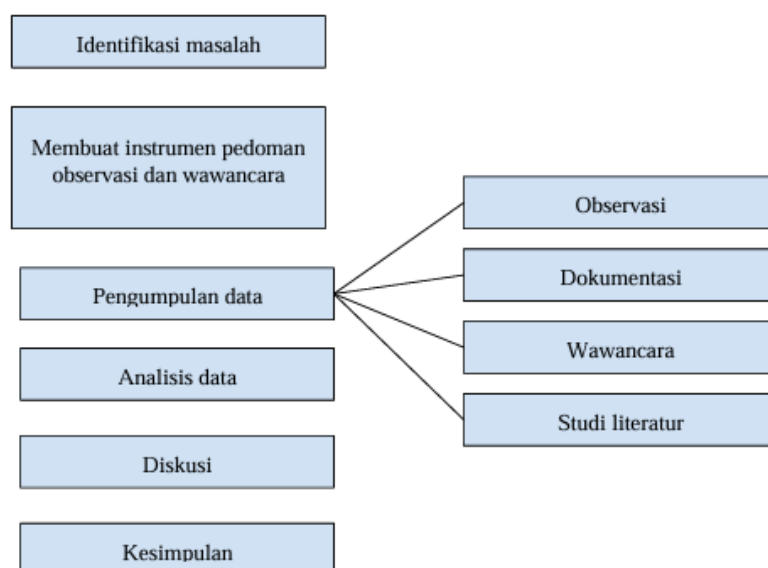 Identifikasi masalah
Membuat instrumen pedoman
observasi dan wawancara
Pengumpulan data
Analisis data
Diskusi
Kesimpulan
Observasi
Dokumentasi
Wawancara
Studi literatur